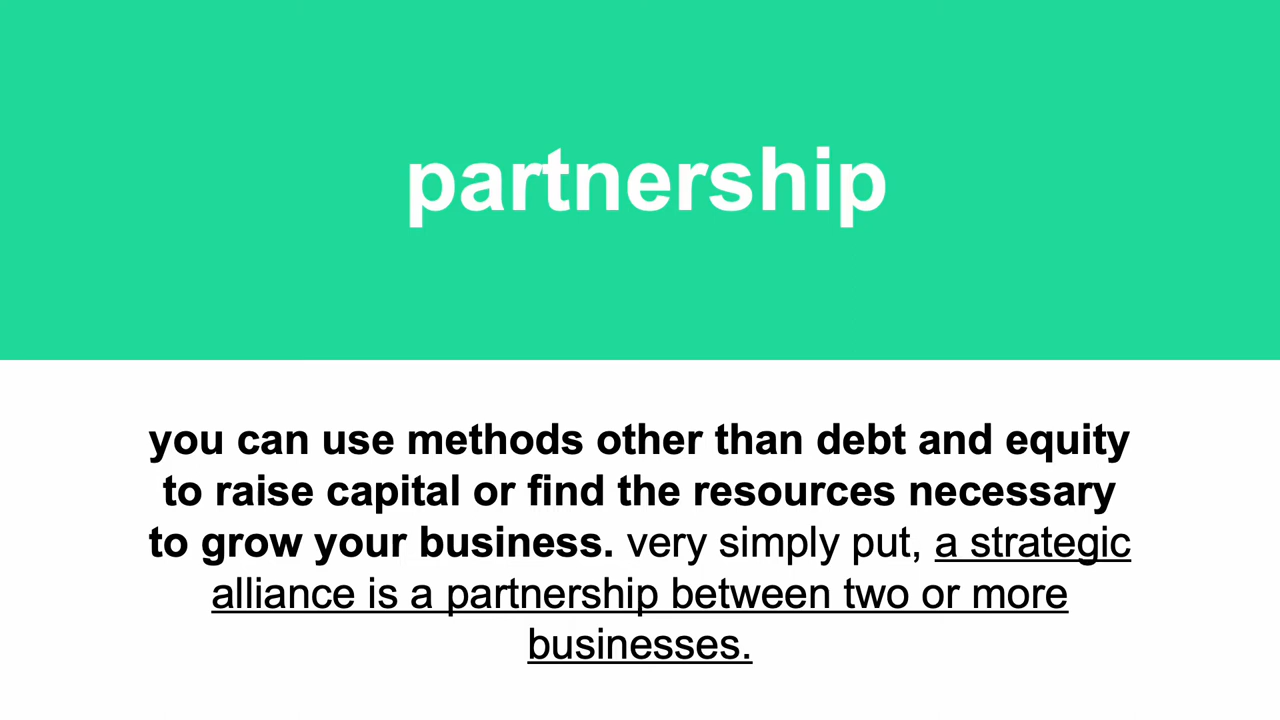 partnership
you can use methods other than debt and equity
to raise capital or find the resources necessary
to grow your business. very simply put, a strategic
alliance is a partnership between two or more
businesses.